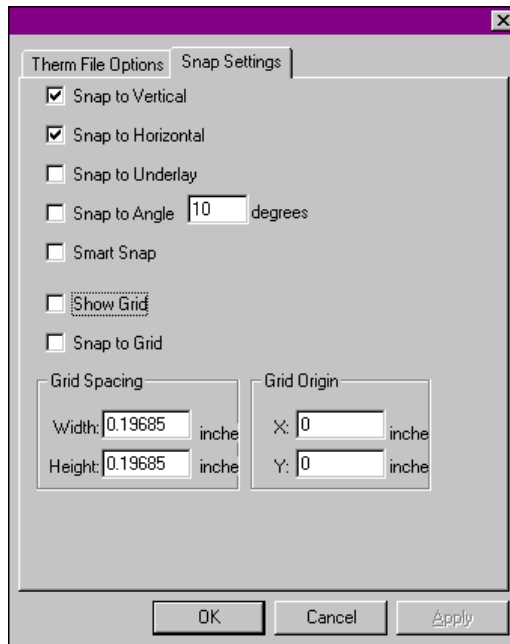 Therm File Options Snap Settings
Snap to Vertical
Snap to Horizontal
Snap to Underlay
Snap to Angle 10 degrees
Smart Snap
Show Grid
Snap to Grid
Grid Spacing
Width: 0.19685 inche
Height: 0.19685 inche
Grid Origin
X: 0 inche
Y: 0 inche
OK Cancel Apply